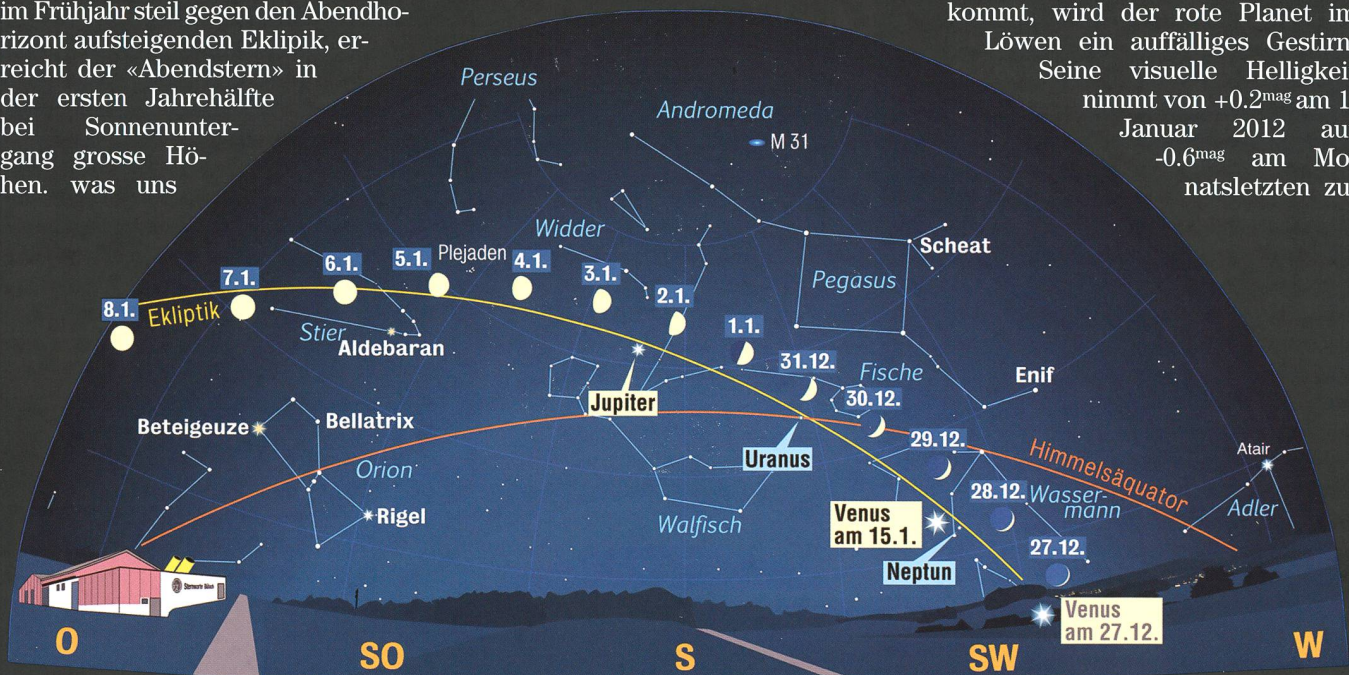 im Frühjahr steil gegen den Abendho-
rizont aufsteigenden Eklipik, er-
reicht der «Abendstern» in
der ersten Jahrehälfte
bei Sonnenunter-
gang grosse Hö-
hen. was uns
kommt, wird der rote Planet im
Löwen ein auffälliges Gestirn
Seine visuelle Helligkei
nimmt von +0.2mag am 1
Januar 2012 au
-0.6mag am Mo
natsletzten zu
Perseus
Andromeda
M 31
Widder
Scheat
5.1.
Plejaden
4.1.
6.1.
7.1.
3.1.
Pegasus
2.1.
8.1.
Ekliptik
1.1.
Stier
Aldebaran
31.12.
Fische
Enif
30.12.
Jupiter
Beteigeuze
Bellatrix
29.12.
Himmelsäquator
Atair
Uranus
Orion
28.12.
Wasser-
mann
Adler
Rigel
Walfisch
Venus
am 15.1.
27.12.
Neptun
Sternwarte Bülach
Venus
am 27.12.
O
SO
S
SW
W